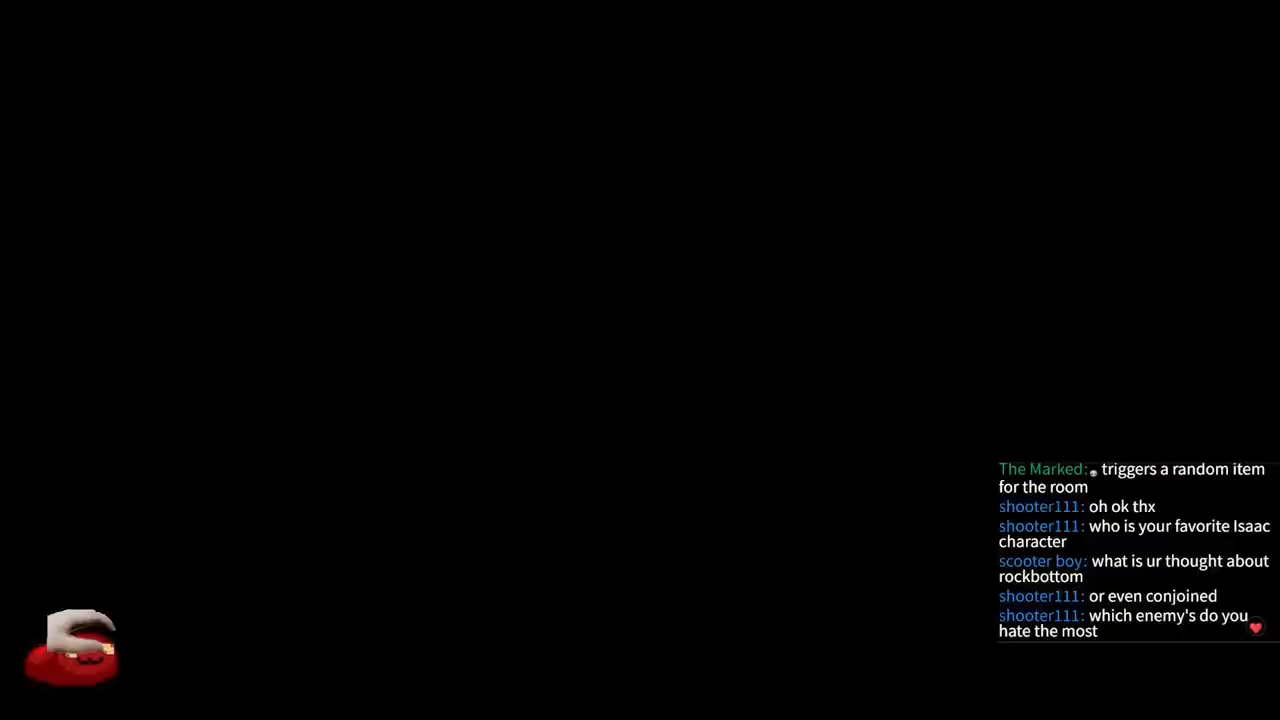 The Marked: triggers a random item
for the room
shooter111: oh ok thx
shooter111: who is your favorite Isaac
character
scooter boy: what is ur thought about
rockbottom
shooter111: or even conjoined
shooter111: which enemy's do you
hate the most